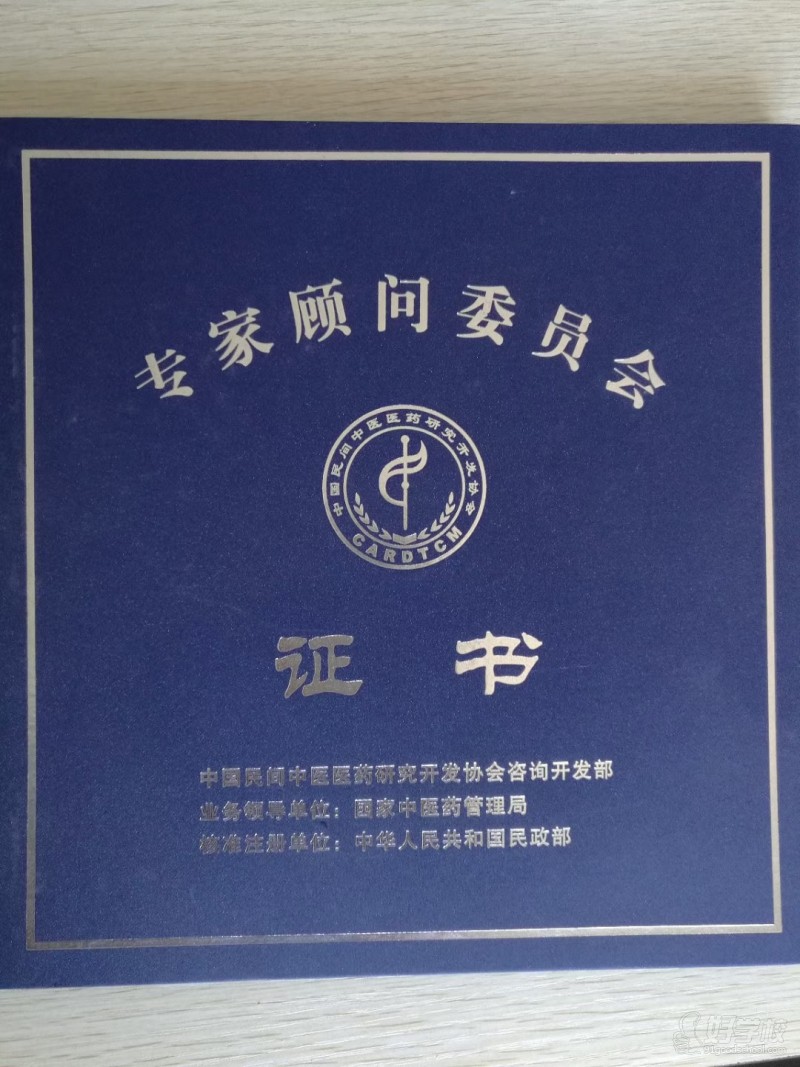 专家顾问委员会
中国民间中医医药研究开发协会
CARDTCM
证书
中国民间中医医药研究开发协会咨询开发部
业务领导单位：国家中医药管理局
核准注册单位：中华人民共和国民政部
好学校